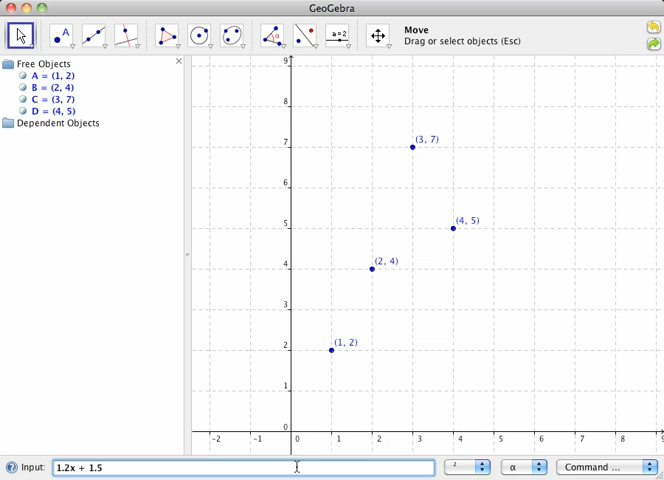 GeoGebra
A
α
a=2
Move
Drag or select objects (Esc)
Free Objects
A = (1, 2)
B = (2, 4)
C = (3, 7)
D = (4, 5)
Dependent Objects
9
8
7
6
5
4
3
2
1
0
(3, 7)
(4, 5)
(2, 4)
(1, 2)
-2 -1 0 1 2 3 4 5 6 7 8 9
Input: 1.2x + 1.5 ² α Command ...